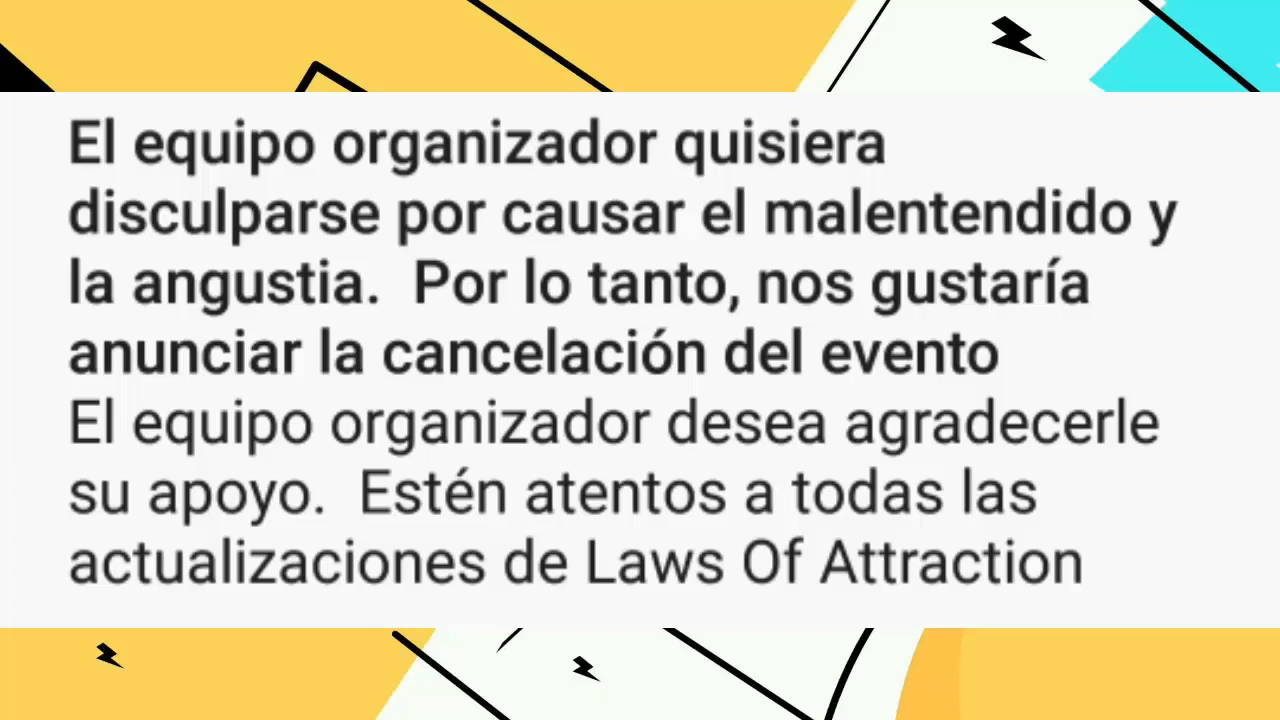 El equipo organizador quisiera
disculparse por causar el malentendido y
la angustia.  Por lo tanto, nos gustaría
anunciar la cancelación del evento
El equipo organizador desea agradecerle
su apoyo.  Estén atentos a todas las
actualizaciones de Laws Of Attraction